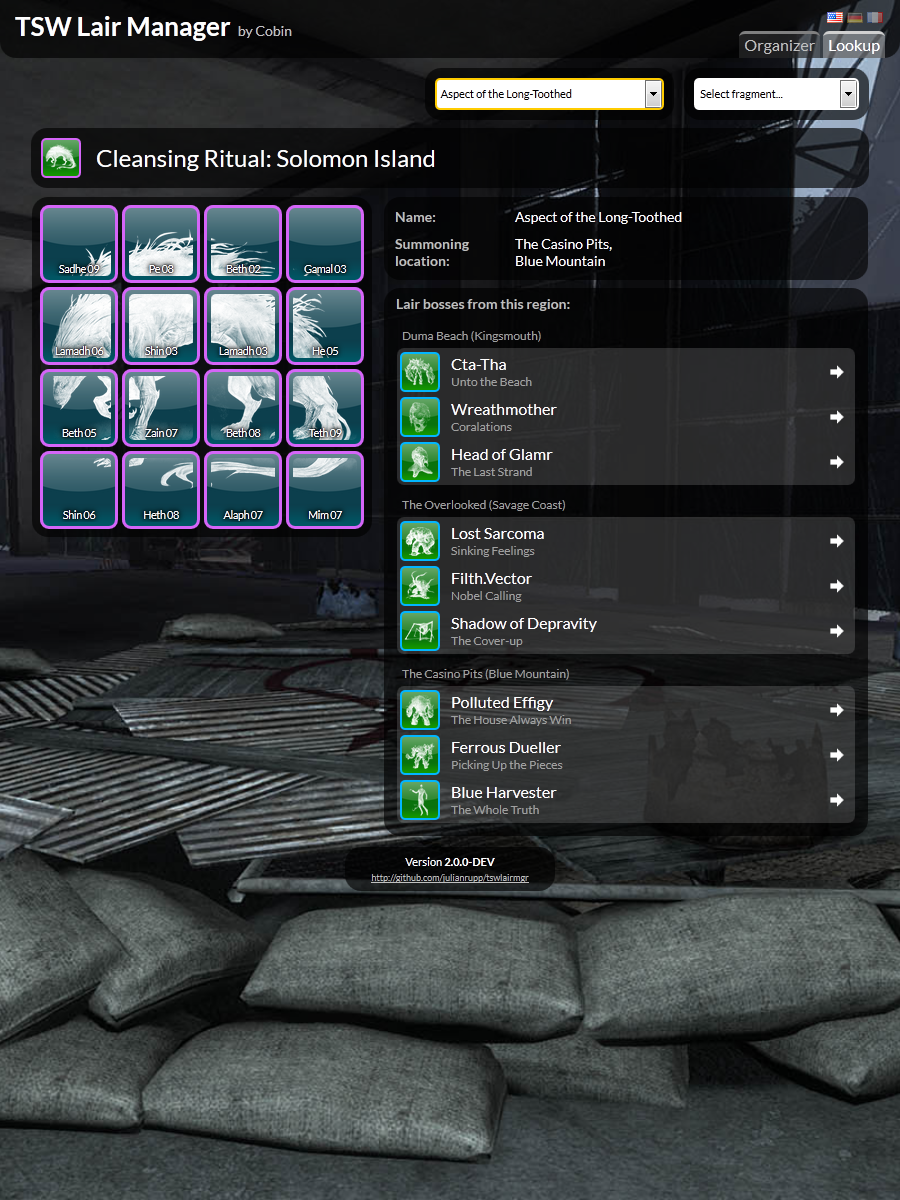 TSW Lair Manager by Cobin
Organizer Lookup
Aspect of the Long-Toothed
Select fragment...
Cleansing Ritual: Solomon Island
Sadhe 09 Pe 08 Beth 02 Gamal 03
Lamadh 06 Shin 03 Lamadh 03 He 05
Beth 05 Zain 07 Beth 08 Teth 09
Shin 06 Heth 08 Alaph 07 Mim 07
Name: Aspect of the Long-Toothed
Summoning location: The Casino Pits,
Blue Mountain
Lair bosses from this region:
Duma Beach (Kingsmouth)
Cta-Tha
Unto the Beach
Wreathmother
Coralations
Head of Glamr
The Last Strand
The Overlooked (Savage Coast)
Lost Sarcoma
Sinking Feelings
Filth.Vector
Nobel Calling
Shadow of Depravity
The Cover-up
The Casino Pits (Blue Mountain)
Polluted Effigy
The House Always Win
Ferrous Dueller
Picking Up the Pieces
Blue Harvester
The Whole Truth
Version 2.0.0-DEV
http://github.com/julianrupp/tswlairmgr